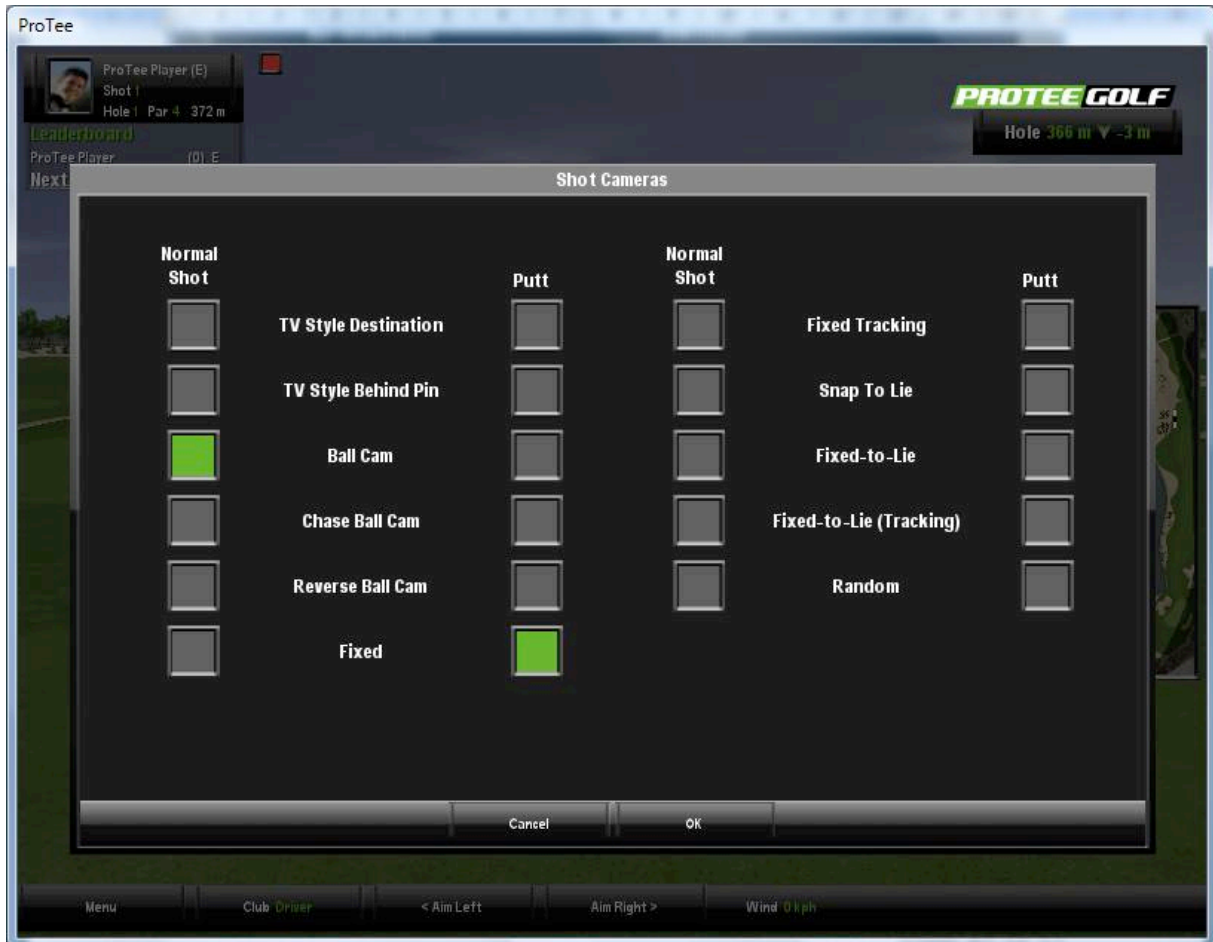 ProTee
ProTee Player (E)
Shot 1
Hole 1 Par 4 372 m
Leaderboard
ProTee Player (0) E
Next
PROTEE GOLF
Hole 366 m ▼ -3 m
Shot Cameras
Normal Shot Putt Normal Shot Putt
TV Style Destination Fixed Tracking
TV Style Behind Pin Snap To Lie
Ball Cam Fixed-to-Lie
Chase Ball Cam Fixed-to-Lie (Tracking)
Reverse Ball Cam Random
Fixed
Cancel OK
Menu Club Driver < Aim Left Aim Right > Wind 0 kph